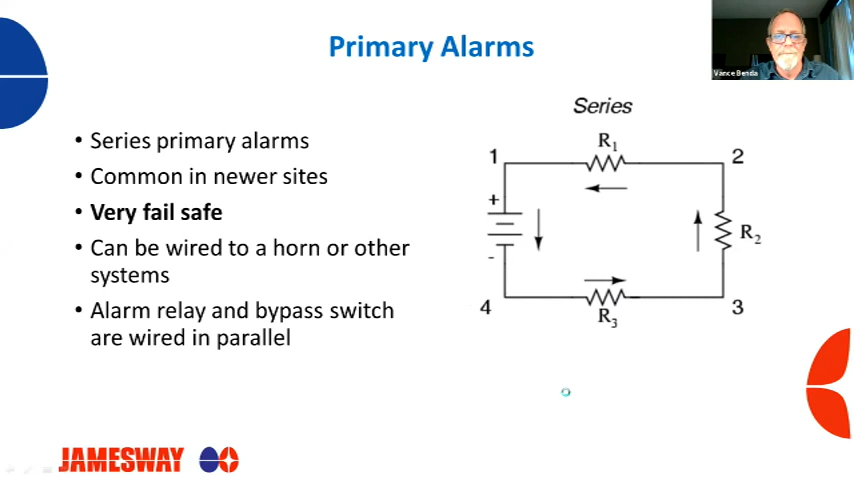 Primary Alarms
Vance Benda
• Series primary alarms
• Common in newer sites
• Very fail safe
• Can be wired to a horn or other
systems
• Alarm relay and bypass switch
are wired in parallel
Series
R1
1
2
+
R2
-
4
3
R3
JAMESWAY